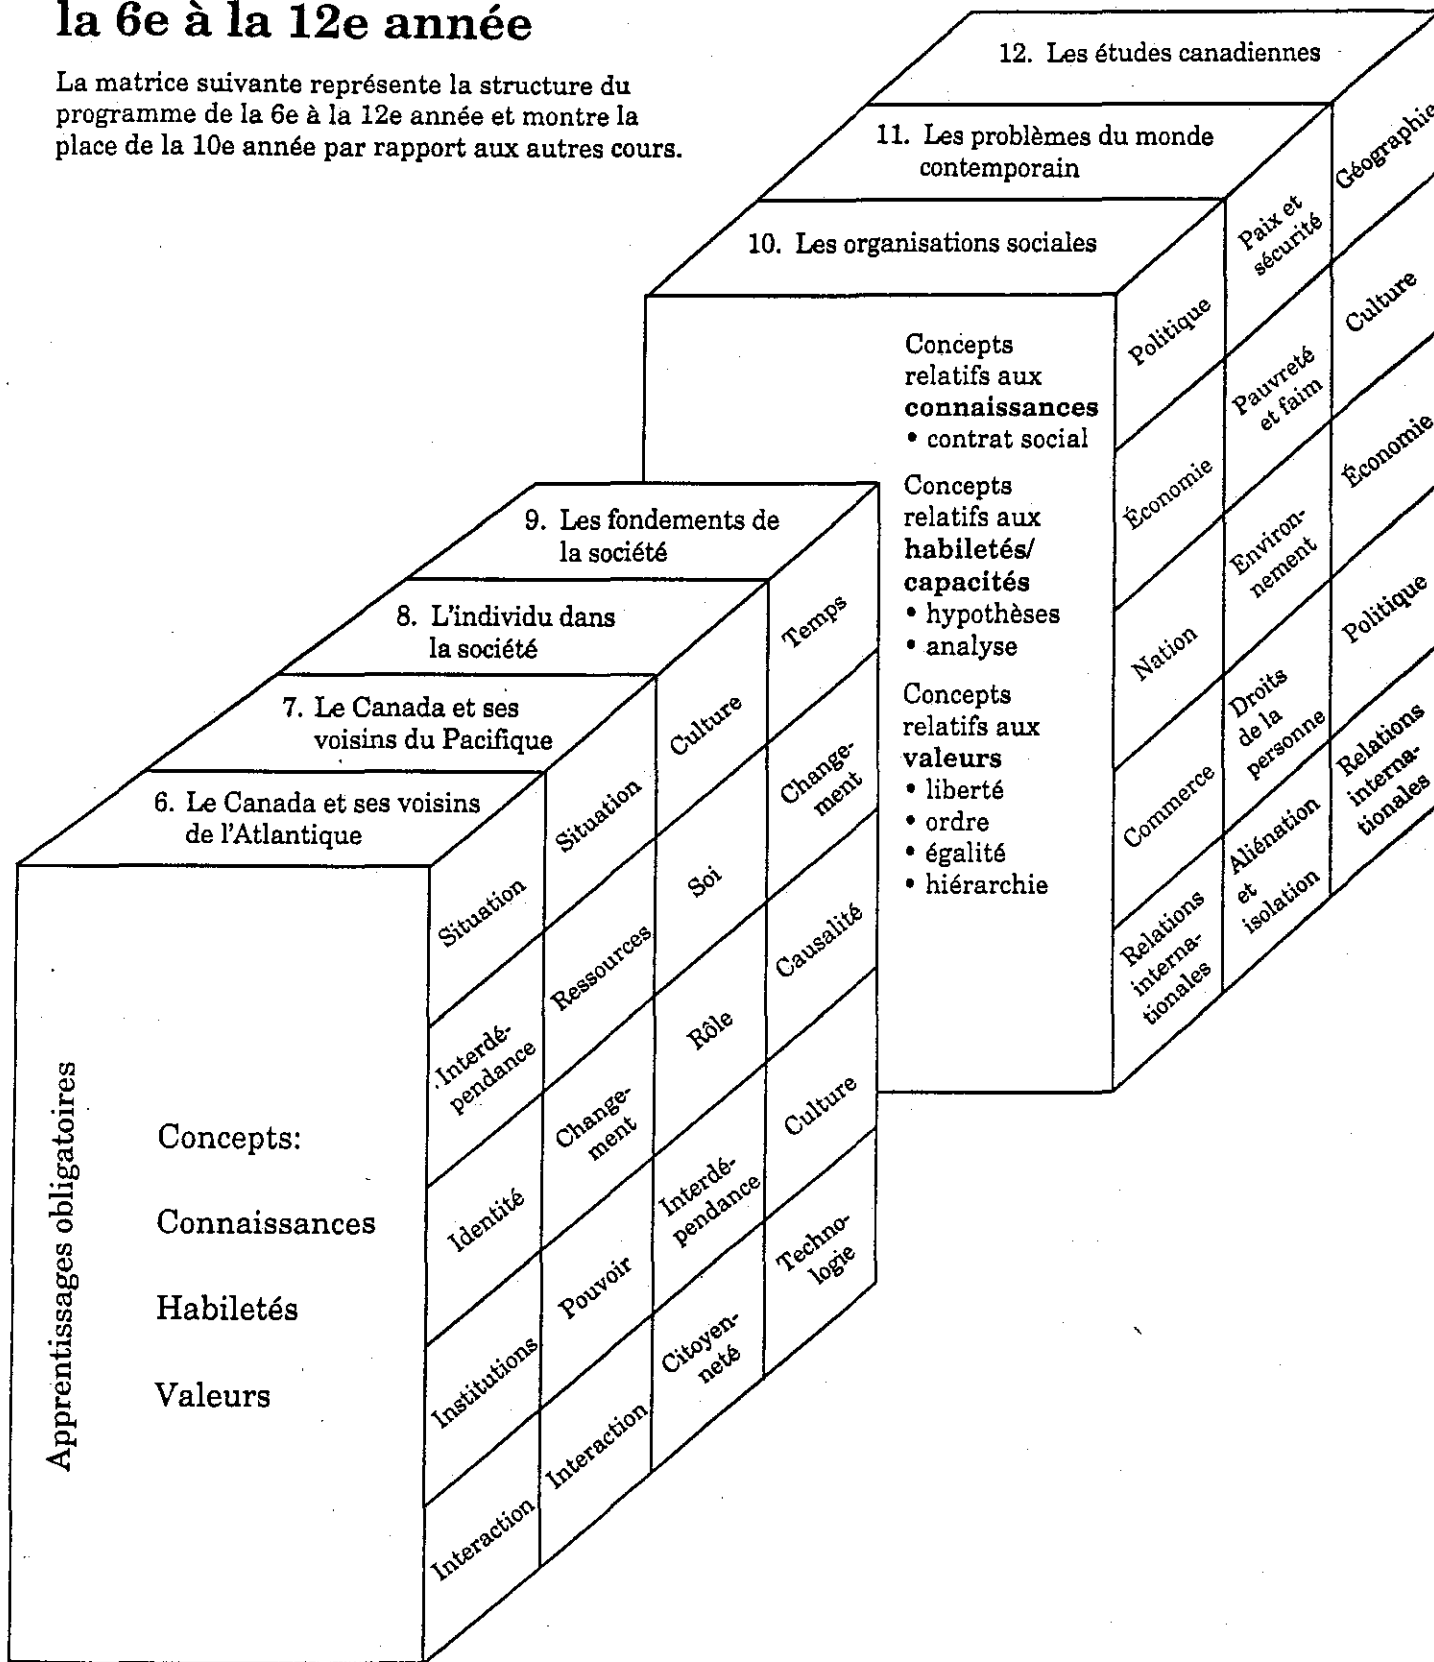 la 6e à la 12e année
La matrice suivante représente la structure du
programme de la 6e à la 12e année et montre la
place de la 10e année par rapport aux autres cours.
12. Les études canadiennes
11. Les problèmes du monde
contemporain
10. Les organisations sociales
Concepts
relatifs aux
connaissances
• contrat social
Concepts
relatifs aux
habiletés/
capacités
• hypothèses
• analyse
Concepts
relatifs aux
valeurs
• liberté
• ordre
• égalité
• hiérarchie
Politique
Économie
Nation
Commerce
Relations
interna-
tionales
Paix et
sécurité
Pauvreté
et faim
Environ-
nement
Droits
de la
personne
Aliénation
et
isolation
Géographie
Culture
Économie
Politique
Relations
interna-
tionales
9. Les fondements de
la société
8. L'individu dans
la société
7. Le Canada et ses
voisins du Pacifique
6. Le Canada et ses voisins
de l'Atlantique
Apprentissages obligatoires
Concepts:
Connaissances
Habiletés
Valeurs
Situation
Interdé-
pendance
Identité
Institutions
Interaction
Situation
Ressources
Change-
ment
Pouvoir
Interaction
Culture
Soi
Rôle
Interdé-
pendance
Citoyen-
neté
Temps
Change-
ment
Causalité
Culture
Techno-
logie